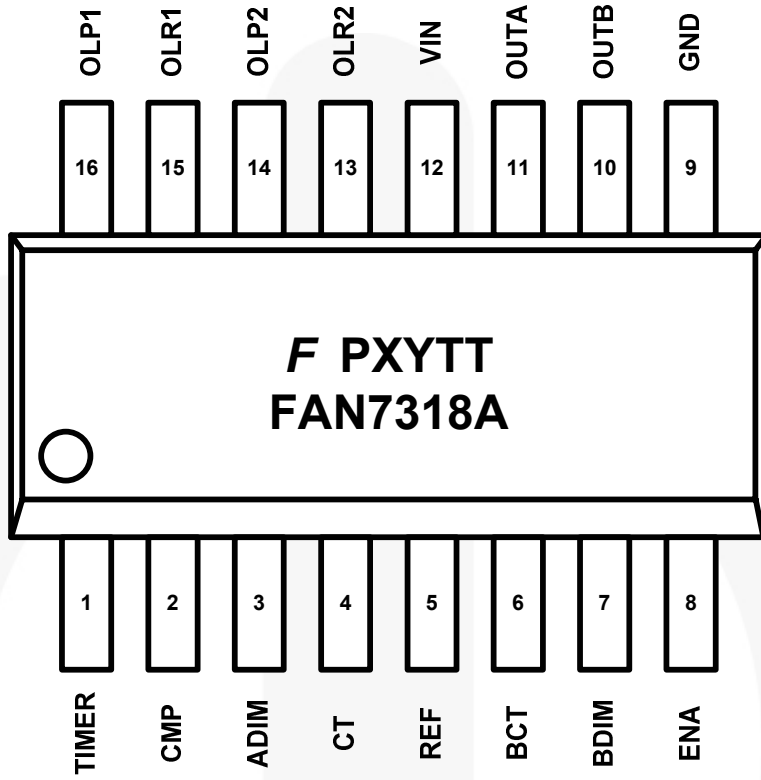 OLP1 OLR1 OLP2 OLR2 VIN OUTA OUTB GND
16 15 14 13 12 11 10 9
F PXYTT
FAN7318A
1 2 3 4 5 6 7 8
TIMER CMP ADIM CT REF BCT BDIM ENA